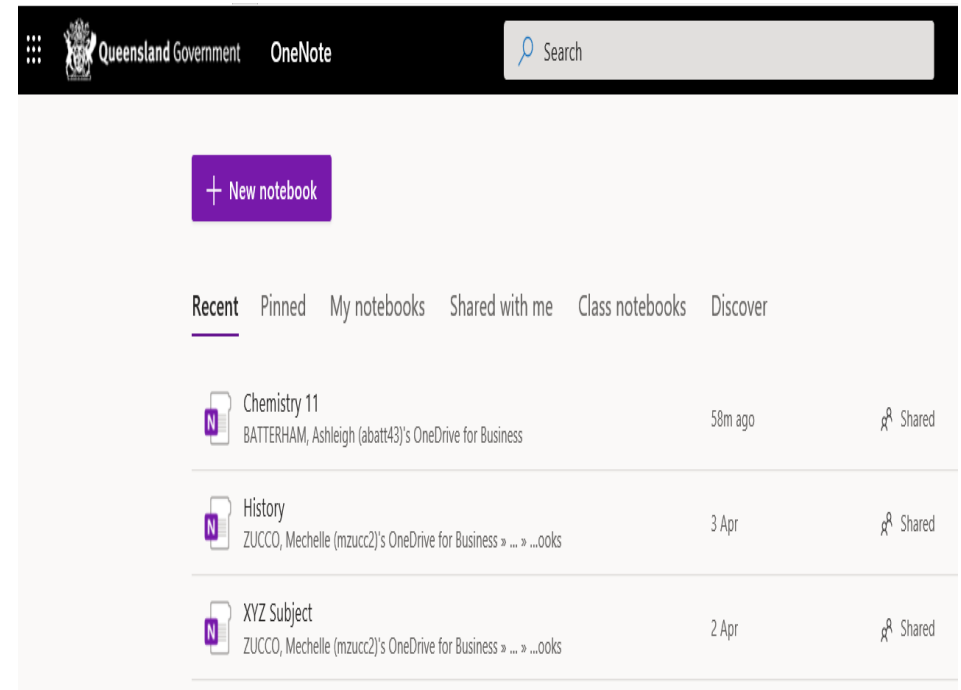 Queensland Government OneNote Search
+ New notebook
Recent Pinned My notebooks Shared with me Class notebooks Discover
N Chemistry 11
BATTERHAM, Ashleigh (abatt43)'s OneDrive for Business 58m ago Shared
N History
ZUCCO, Mechelle (mzucc2)'s OneDrive for Business » ... » ...ooks 3 Apr Shared
N XYZ Subject
ZUCCO, Mechelle (mzucc2)'s OneDrive for Business » ... » ...ooks 2 Apr Shared